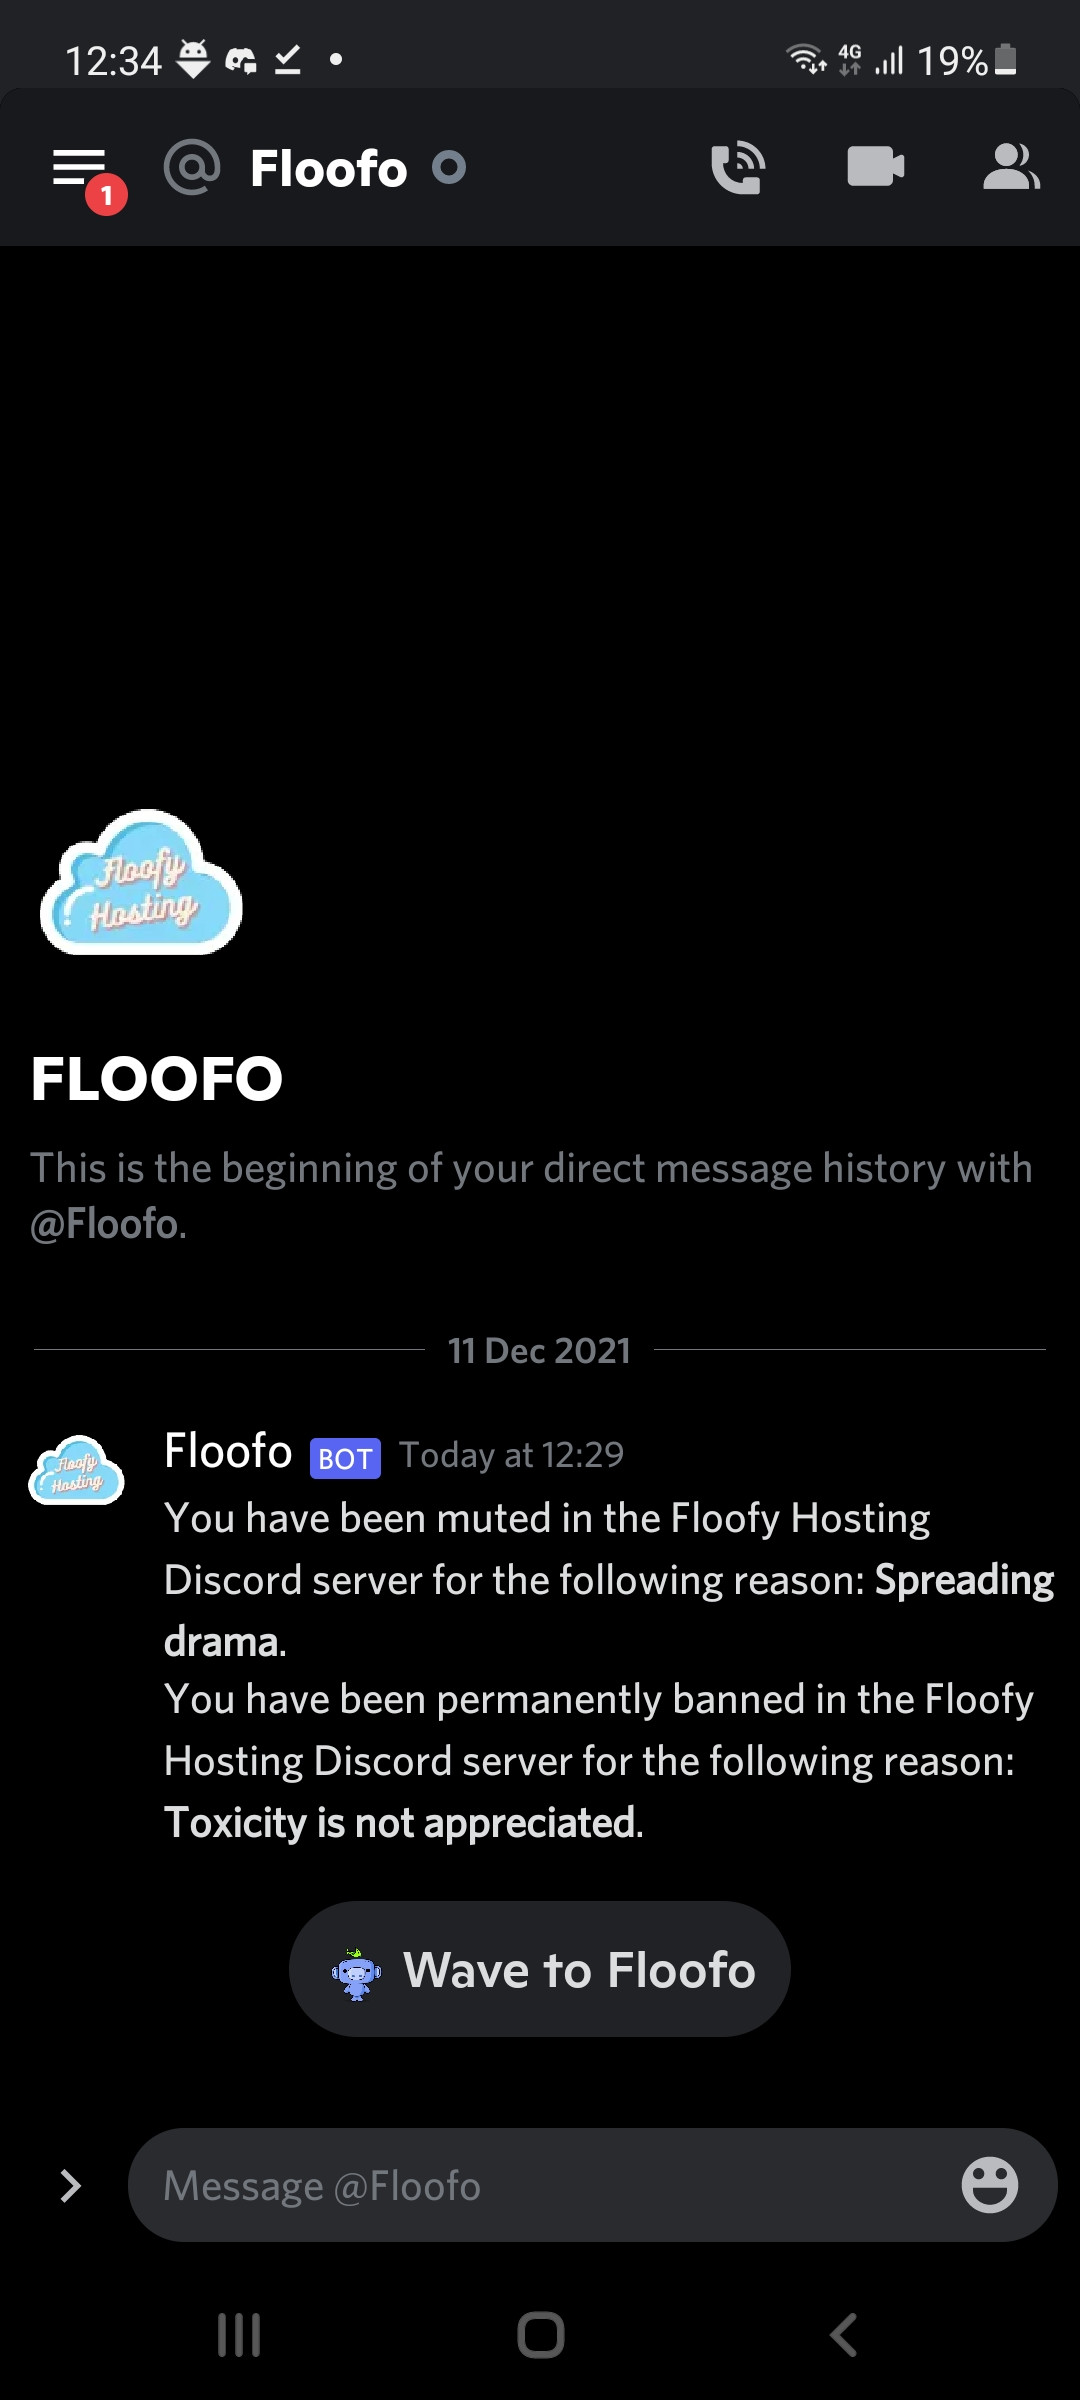 12:34
4G
19%
1
Floofo
Floofy
Hosting
FLOOFO
This is the beginning of your direct message history with
@Floofo.
11 Dec 2021
Floofy
Hosting
Floofo BOT Today at 12:29
You have been muted in the Floofy Hosting
Discord server for the following reason: Spreading
drama.
You have been permanently banned in the Floofy
Hosting Discord server for the following reason:
Toxicity is not appreciated.
Wave to Floofo
Message @Floofo